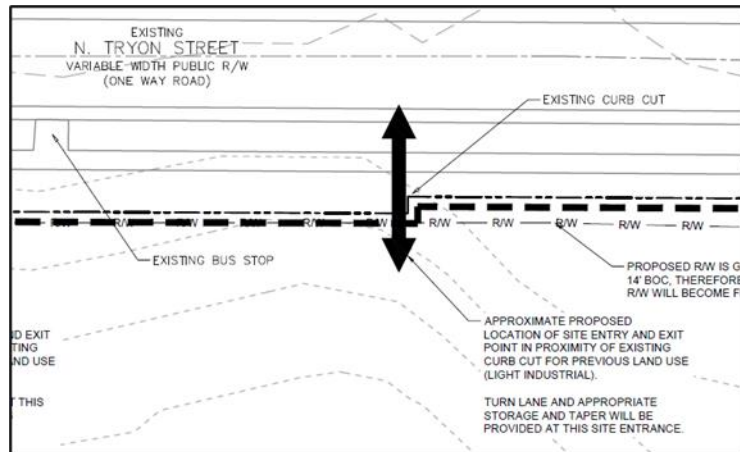 EXISTING
N. TRYON STREET
VARIABLE WIDTH PUBLIC R/W
(ONE WAY ROAD)
EXISTING CURB CUT
R/W R/W R/W R/W R/W R/W R/W R/W R/W R/W R/W
EXISTING BUS STOP
PROPOSED R/W IS G
14' BOC, THEREFORE
R/W WILL BECOME F
ND EXIT
TING
AND USE
T THIS
APPROXIMATE PROPOSED
LOCATION OF SITE ENTRY AND EXIT
POINT IN PROXIMITY OF EXISTING
CURB CUT FOR PREVIOUS LAND USE
(LIGHT INDUSTRIAL).
TURN LANE AND APPROPRIATE
STORAGE AND TAPER WILL BE
PROVIDED AT THIS SITE ENTRANCE.